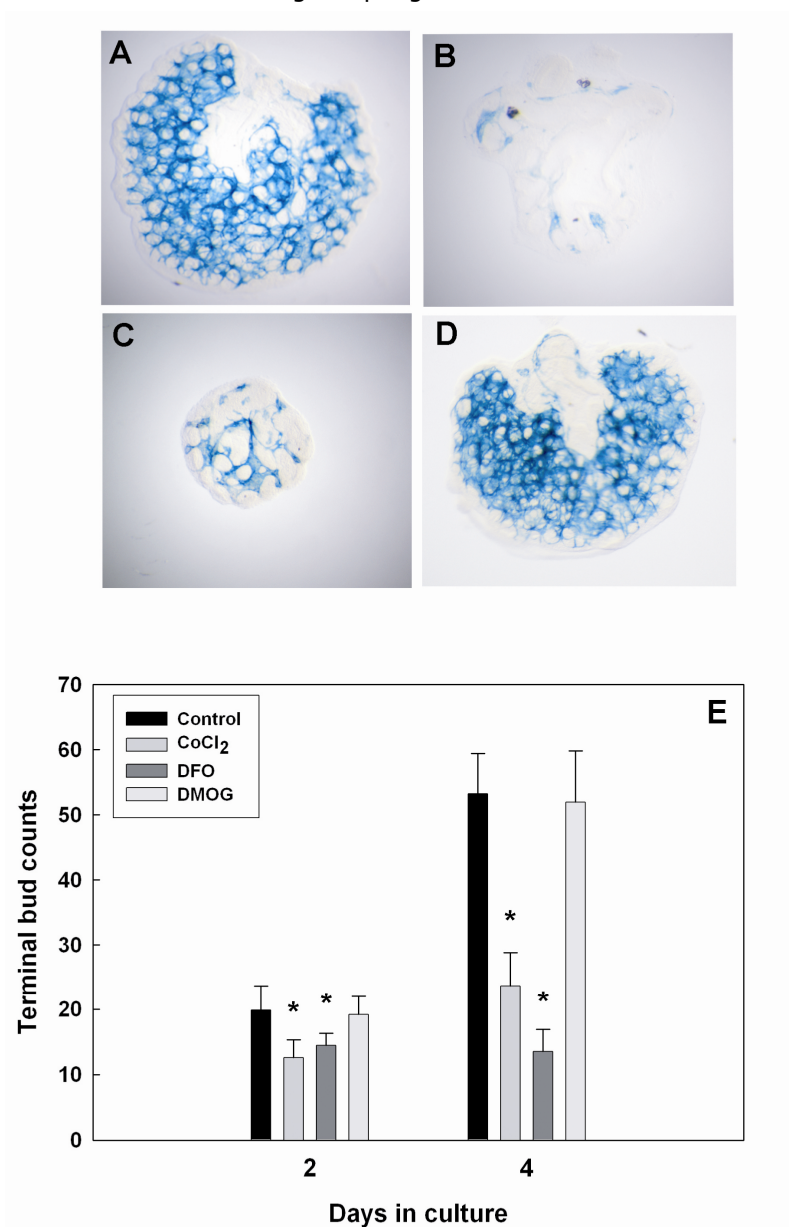 A
B
C
D
E
70
60
50
40
30
20
10
0
Terminal bud counts
Control
CoCl2
DFO
DMOG
* *
*
*
2 4
Days in culture